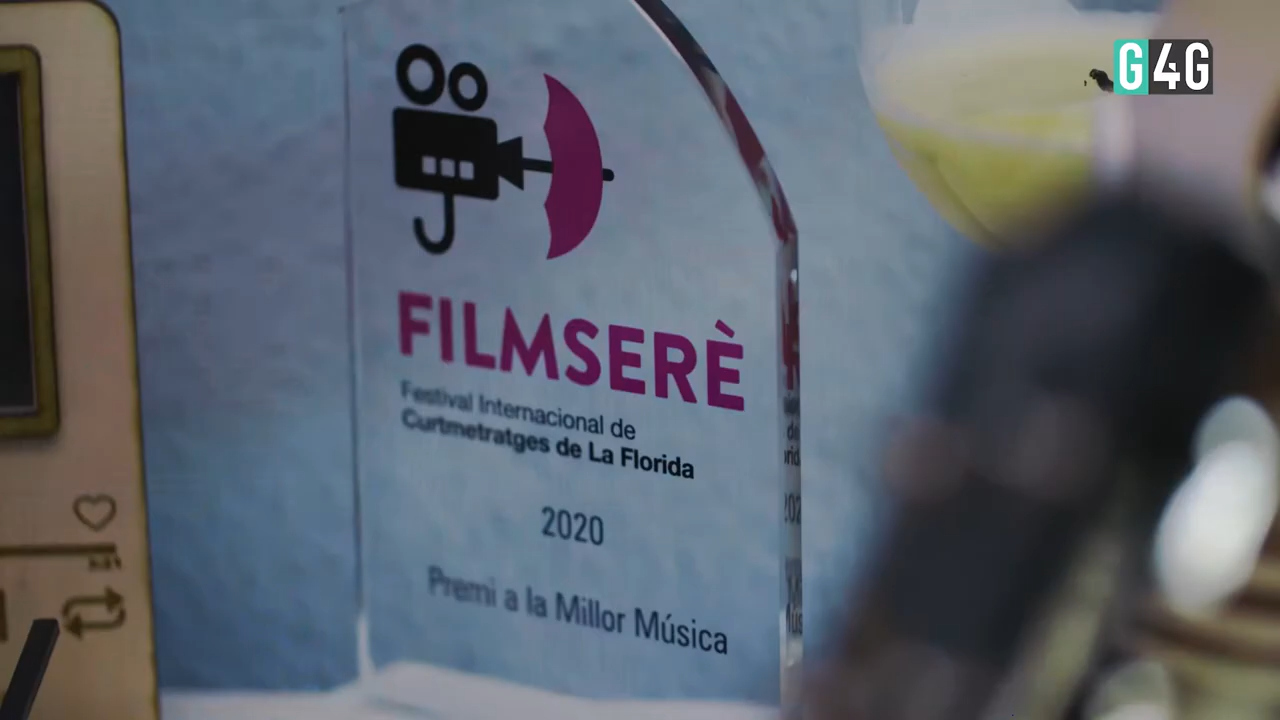 G4G
FILMSERÈ
Festival Internacional de
Curtmetratges de La Florida
2020
Premi a la Millor Música